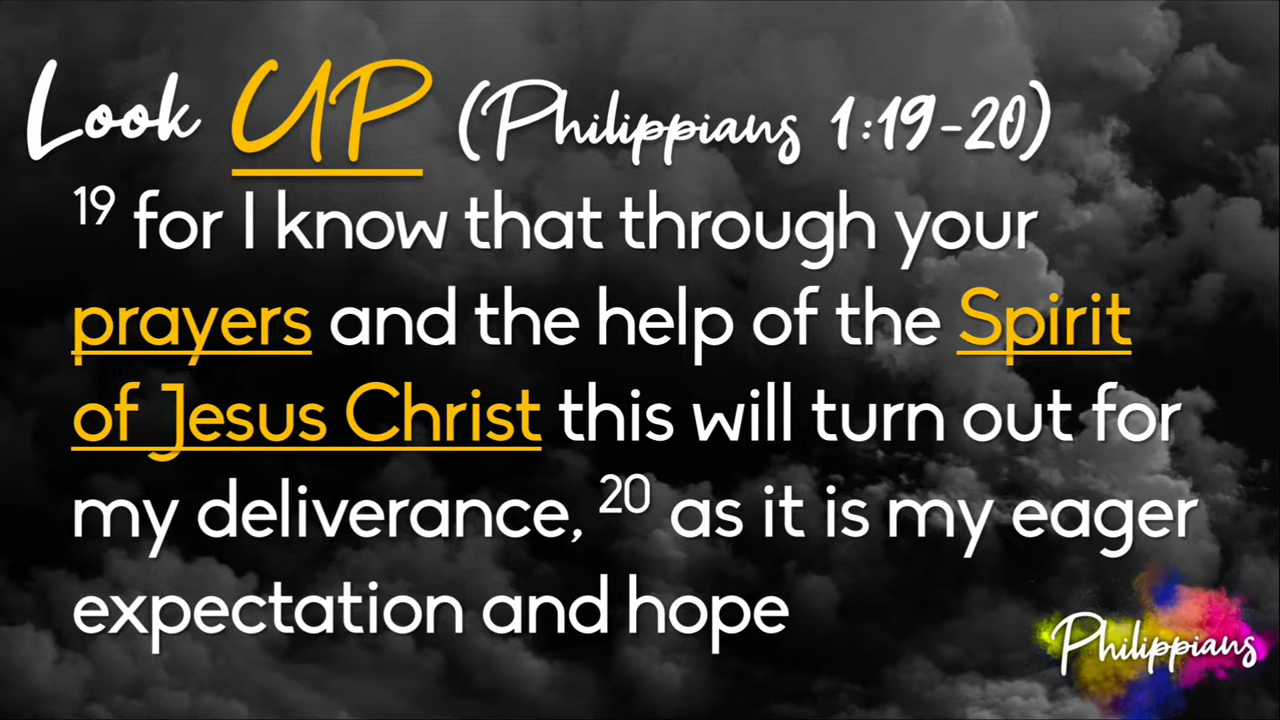 Look UP (Philippians 1:19-20)
19 for I know that through your
prayers and the help of the Spirit
of Jesus Christ this will turn out for
my deliverance, 20 as it is my eager
expectation and hope
Philippians